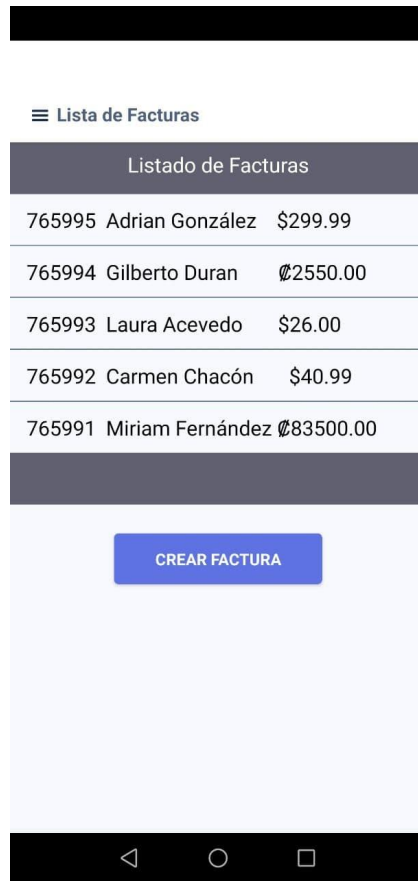 Lista de Facturas
Listado de Facturas
765995 Adrian González $299.99
765994 Gilberto Duran ₡2550.00
765993 Laura Acevedo $26.00
765992 Carmen Chacón $40.99
765991 Miriam Fernández ₡83500.00
CREAR FACTURA